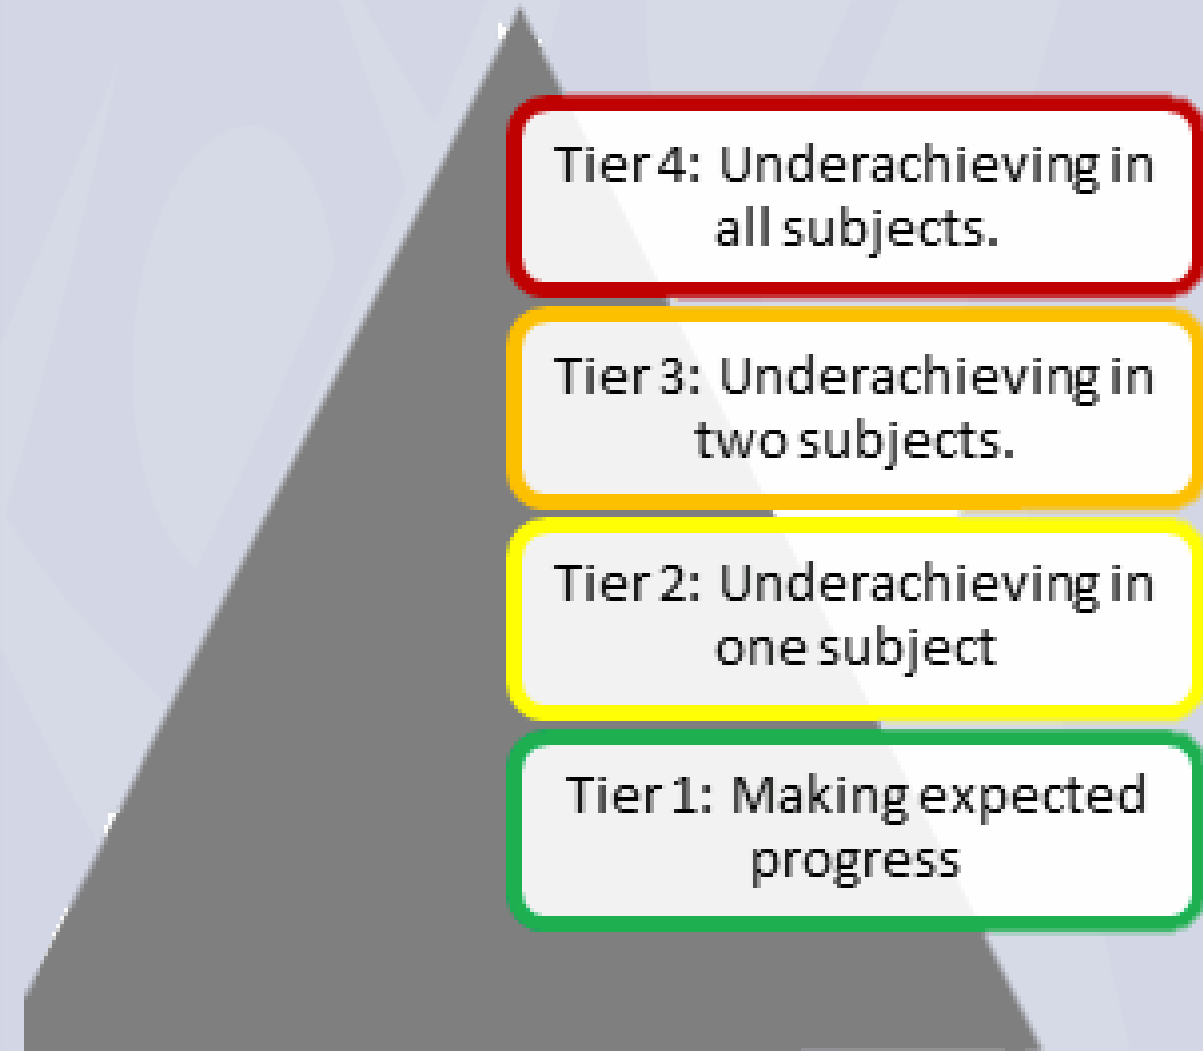 Tier 4: Underachieving in
all subjects.
Tier 3: Underachieving in
two subjects.
Tier 2: Underachieving in
one subject
Tier 1: Making expected
progress